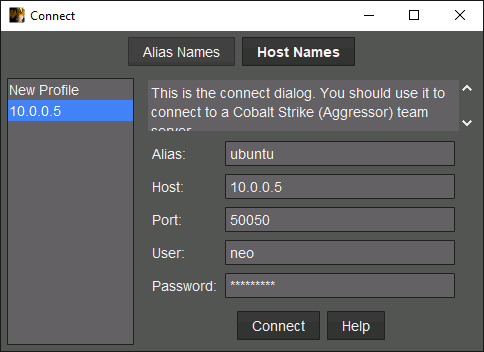 Connect
Alias Names
Host Names
New Profile
10.0.0.5
This is the connect dialog. You should use it to
connect to a Cobalt Strike (Aggressor) team
server.
Alias:
ubuntu
Host:
10.0.0.5
Port:
50050
User:
neo
Password:
*********
Connect
Help